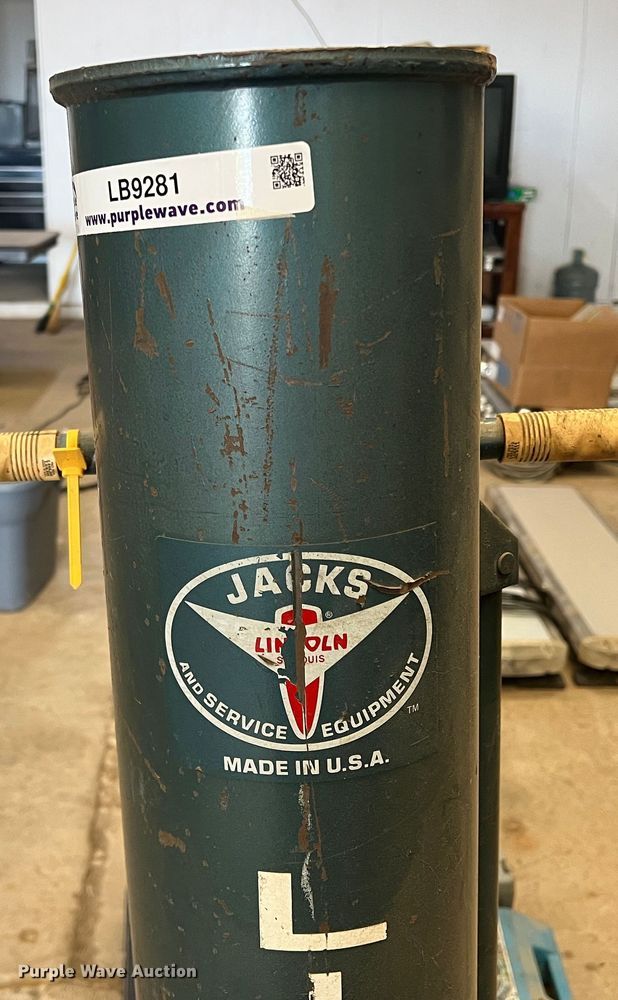 LB9281
www.purplewave.com
JACKS
LINCOLN
ST. LOUIS
AND SERVICE EQUIPMENT
TM
MADE IN U.S.A.
L
Purple Wave Auction